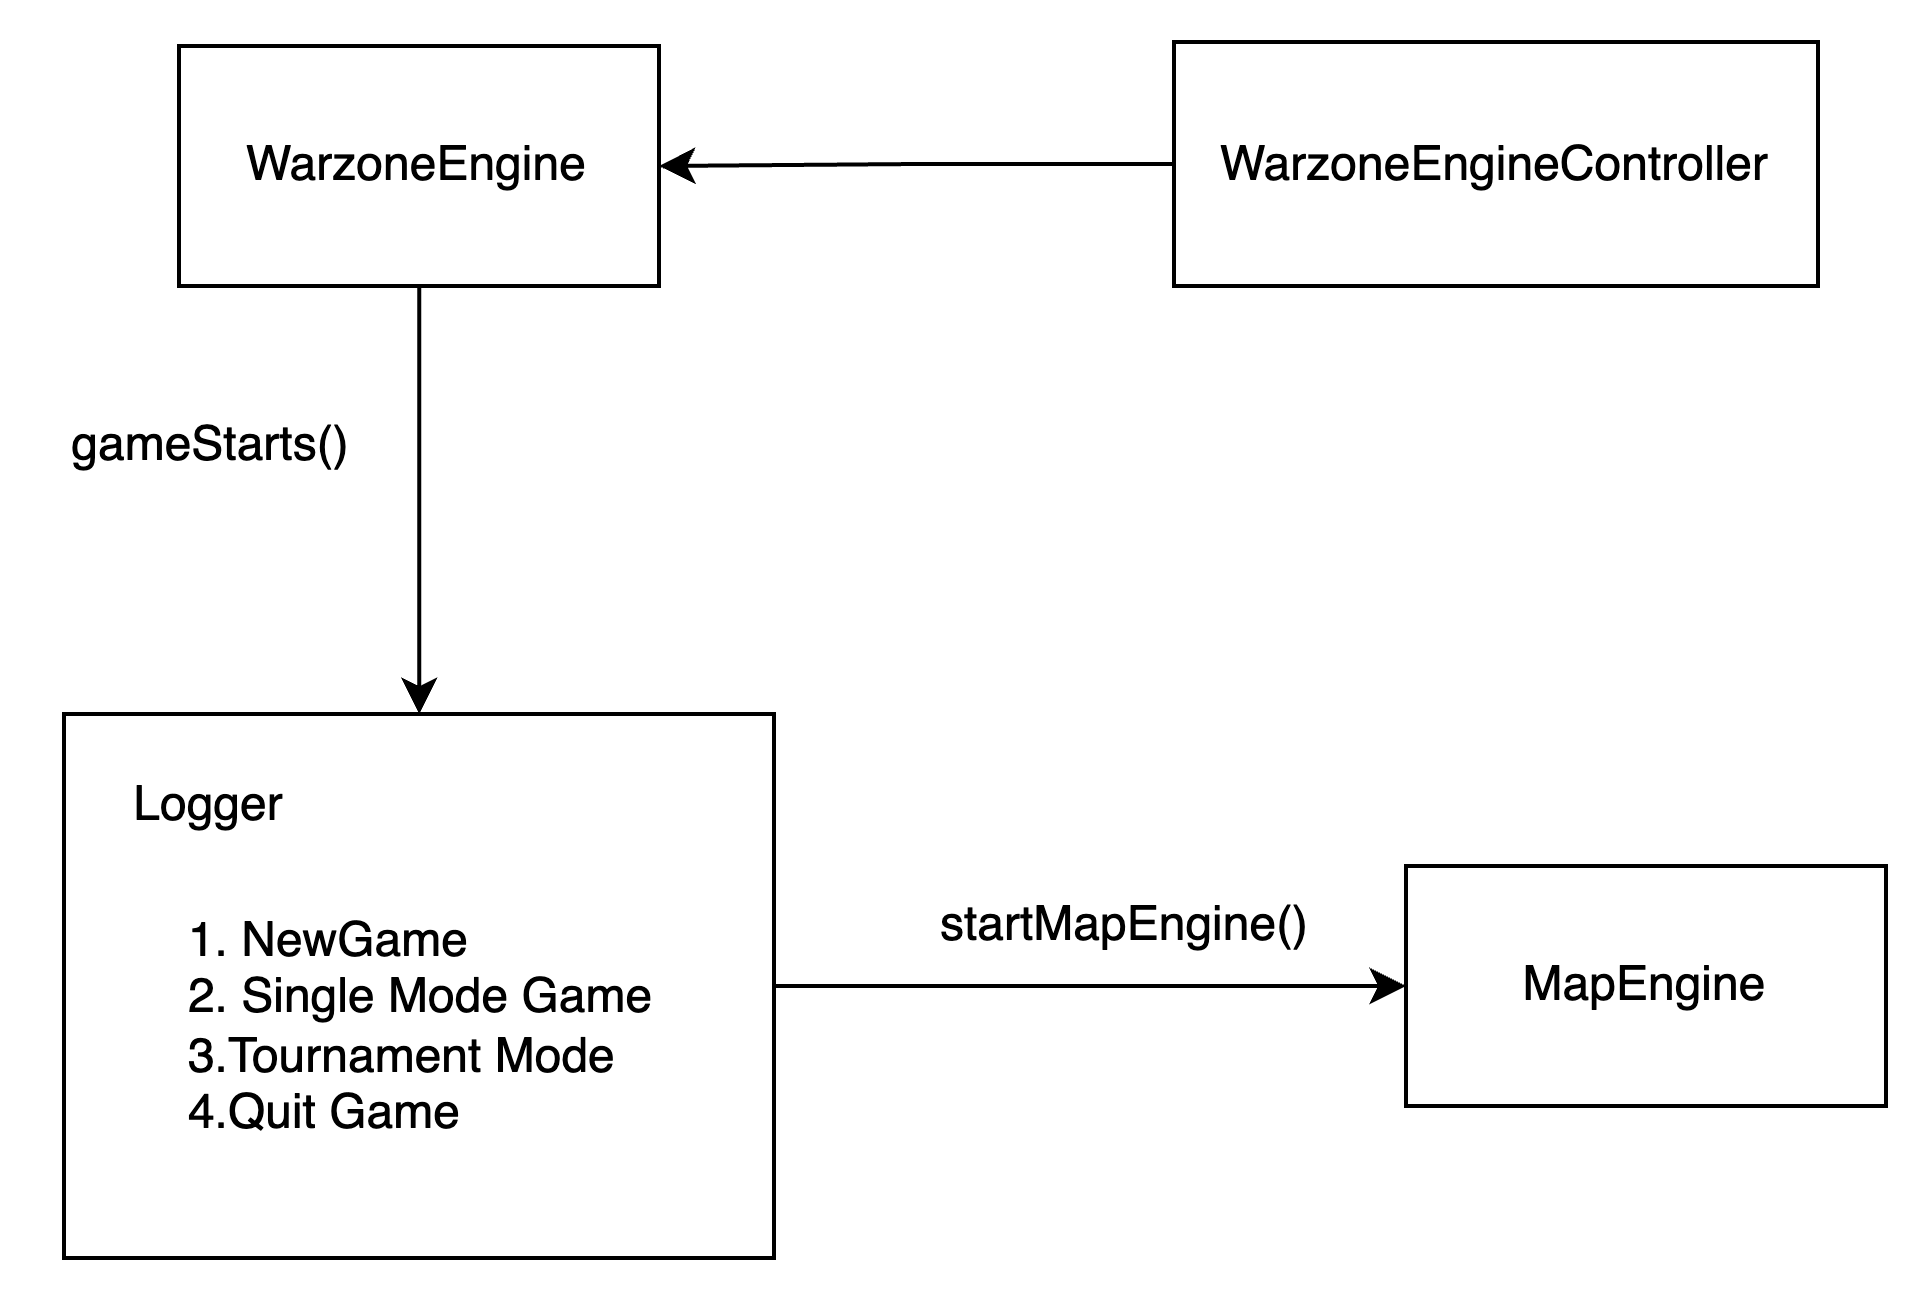 WarzoneEngine
WarzoneEngineController
gameStarts()
Logger
1. NewGame
2. Single Mode Game
3.Tournament Mode
4.Quit Game
startMapEngine()
MapEngine